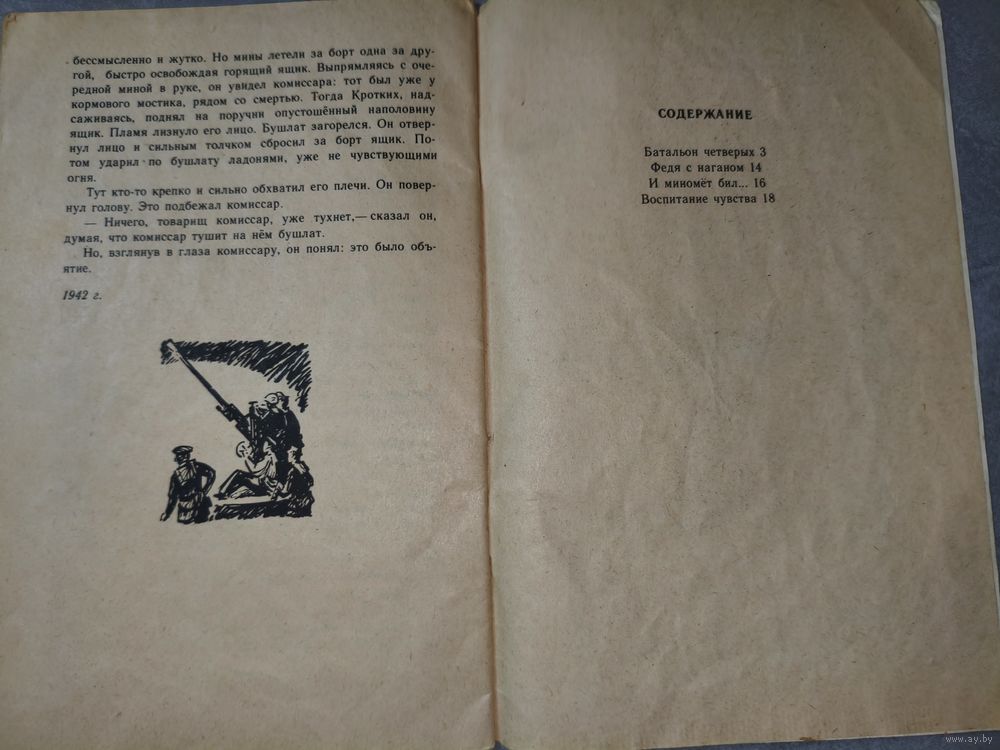 бессмысленно и жутко. Но мины летели за борт одна за дру-
гой, быстро освобождая горящий ящик. Выпрямляясь с оче-
редной миной в руке, он увидел комиссара: тот был уже у
кормового мостика, рядом со смертью. Тогда Кротких, над-
саживаясь, поднял на поручни опустошённый наполовину
ящик. Пламя лизнуло его лицо. Бушлат загорелся. Он отвер-
нул лицо и сильным толчком сбросил за борт ящик. По-
том ударил по бушлату ладонями, уже не чувствующими
огня.
Тут кто-то крепко и сильно обхватил его плечи. Он повер-
нул голову. Это подбежал комиссар.
— Ничего, товарищ комиссар, уже тухнет,— сказал он,
думая, что комиссар тушит на нём бушлат.
Но, взглянув в глаза комиссару, он понял: это было объ-
ятие.
1942 г.
СОДЕРЖАНИЕ
Батальон четверых 3
Федя с наганом 14
И миномёт бил... 16
Воспитание чувства 18
www.ay.by